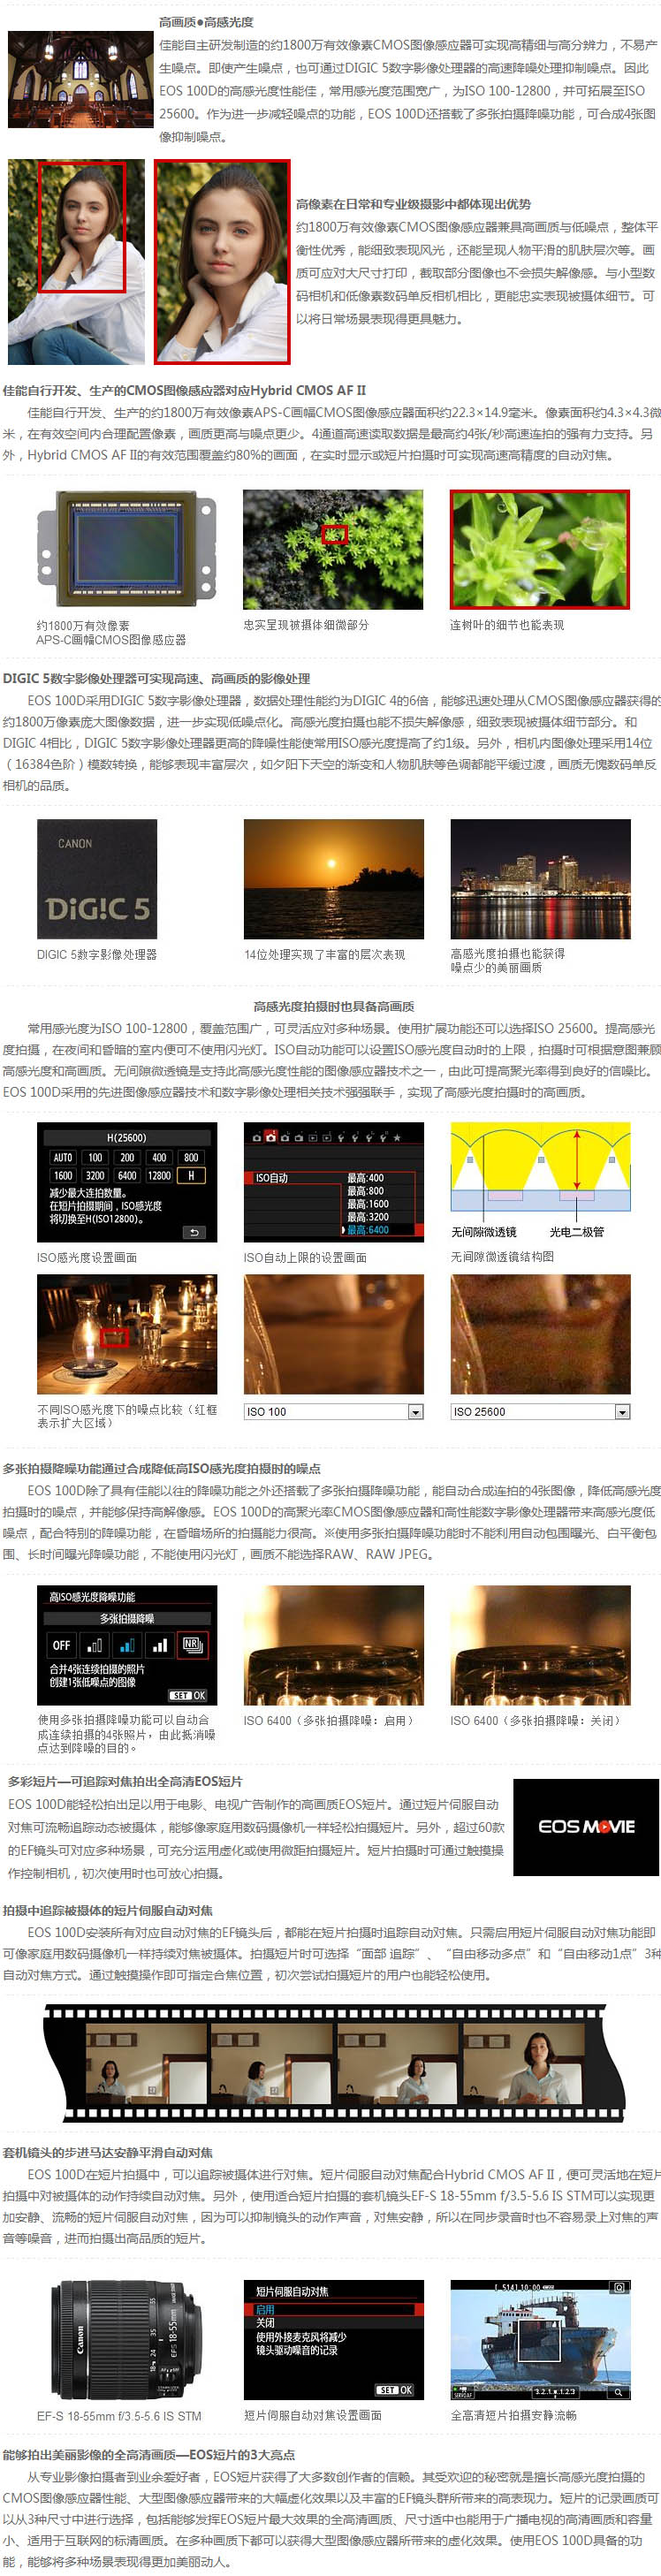 高画质●高感光度
佳能自主研发制造的约1800万有效像素CMOS图像感应器可实现高精细与高分辨力，不易产
生噪点。即使产生噪点，也可通过DIGIC 5数字影像处理器的高速降噪处理抑制噪点。因此
EOS 100D的高感光度性能佳，常用感光度范围宽广，为ISO 100-12800，并可拓展至ISO
25600。作为进一步减轻噪点的功能，EOS 100D还搭载了多张拍摄降噪功能，可合成4张图
像抑制噪点。
高像素在日常和专业级摄影中都体现出优势
约1800万有效像素CMOS图像感应器兼具高画质与低噪点，整体平
衡性优秀，能细致表现风光，还能呈现人物平滑的肌肤层次等。画
质可应对大尺寸打印，截取部分图像也不会损失解像感。与小型数
码相机和低像素数码单反相机相比，更能忠实表现被摄体细节。可
以将日常场景表现得更具魅力。
佳能自行开发、生产的CMOS图像感应器对应Hybrid CMOS AF II
佳能自行开发、生产的约1800万有效像素APS-C画幅CMOS图像感应器面积约22.3×14.9毫米。像素面积约4.3×4.3微
米，在有效空间内合理配置像素，画质更高与噪点更少。4通道高速读取数据是最高约4张/秒高速连拍的强有力支持。另
外，Hybrid CMOS AF II的有效范围覆盖约80%的画面，在实时显示或短片拍摄时可实现高速高精度的自动对焦。
约1800万有效像素
APS-C画幅CMOS图像感应器
忠实呈现被摄体细微部分
连树叶的细节也能表现
DIGIC 5数字影像处理器可实现高速、高画质的影像处理
EOS 100D采用DIGIC 5数字影像处理器，数据处理性能约为DIGIC 4的6倍，能够迅速处理从CMOS图像感应器获得的
约1800万像素庞大图像数据，进一步实现低噪点化。高感光度拍摄也能不损失解像感，细致表现被摄体细节部分。和
DIGIC 4相比，DIGIC 5数字影像处理器更高的降噪性能使常用ISO感光度提高了约1级。另外，相机内图像处理采用14位
（16384色阶）模数转换，能够表现丰富层次，如夕阳下天空的渐变和人物肌肤等色调都能平缓过渡，画质无愧数码单反
相机的品质。
CANON
DiG!C 5
DIGIC 5数字影像处理器
14位处理实现了丰富的层次表现
高感光度拍摄也能获得
噪点少的美丽画质
高感光度拍摄时也具备高画质
常用感光度为ISO 100-12800，覆盖范围广，可灵活应对多种场景。使用扩展功能还可以选择ISO 25600。提高感光
度拍摄，在夜间和昏暗的室内便可不使用闪光灯。ISO自动功能可以设置ISO感光度自动时的上限，拍摄时可根据意图兼顾
高感光度和高画质。无间隙微透镜是支持此高感光度性能的图像感应器技术之一，由此可提高聚光率得到良好的信噪比。
EOS 100D采用的先进图像感应器技术和数字影像处理相关技术强强联手，实现了高感光度拍摄时的高画质。
H(25600)
AUTO 100 200 400 800
1600 3200 6400 12800 H
减少最大连拍数量。
在短片拍摄期间，ISO感光度
将切换至H(ISO12800)。
ISO自动
最高:400
最高:800
最高:1600
最高:3200
最高:6400
无间隙微透镜 光电二极管
ISO感光度设置画面
ISO自动上限的设置画面
无间隙微透镜结构图
不同ISO感光度下的噪点比较（红框
表示扩大区域）
ISO 100
ISO 25600
多张拍摄降噪功能通过合成降低高ISO感光度拍摄时的噪点
EOS 100D除了具有佳能以往的降噪功能之外还搭载了多张拍摄降噪功能，能自动合成连拍的4张图像，降低高感光度
拍摄时的噪点，并能够保持高解像感。EOS 100D的高聚光率CMOS图像感应器和高性能数字影像处理器带来高感光度低
噪点，配合特别的降噪功能，在昏暗场所的拍摄能力很高。※使用多张拍摄降噪功能时不能利用自动包围曝光、白平衡包
围、长时间曝光降噪功能，不能使用闪光灯，画质不能选择RAW、RAW JPEG。
高ISO感光度降噪功能
多张拍摄降噪
OFF NR
合并4张连续拍摄的照片
创建1张低噪点的图像
SET OK
使用多张拍摄降噪功能可以自动合
成连续拍摄的4张照片，由此抵消噪
点达到降噪的目的。
ISO 6400（多张拍摄降噪：启用）
ISO 6400（多张拍摄降噪：关闭）
多彩短片—可追踪对焦拍出全高清EOS短片
EOS 100D能轻松拍出足以用于电影、电视广告制作的高画质EOS短片。通过短片伺服自动
对焦可流畅追踪动态被摄体，能够像家庭用数码摄像机一样轻松拍摄短片。另外，超过60款
的EF镜头可对应多种场景，可充分运用虚化或使用微距拍摄短片。短片拍摄时可通过触摸操
作控制相机，初次使用时也可放心拍摄。
EOS MOVIE
拍摄中追踪被摄体的短片伺服自动对焦
EOS 100D安装所有对应自动对焦的EF镜头后，都能在短片拍摄时追踪自动对焦。只需启用短片伺服自动对焦功能即
可像家庭用数码摄像机一样持续对焦被摄体。拍摄短片时可选择“面部 追踪”、“自由移动多点”和“自由移动1点”3种
自动对焦方式。通过触摸操作即可指定合焦位置，初次尝试拍摄短片的用户也能轻松使用。
套机镜头的步进马达安静平滑自动对焦
EOS 100D在短片拍摄中，可以追踪被摄体进行对焦。短片伺服自动对焦配合Hybrid CMOS AF II，便可灵活地在短片
拍摄中对被摄体的动作持续自动对焦。另外，使用适合短片拍摄的套机镜头EF-S 18-55mm f/3.5-5.6 IS STM可以实现更
加安静、流畅的短片伺服自动对焦，因为可以抑制镜头的动作声音，对焦安静，所以在同步录音时也不容易录上对焦的声
音等噪音，进而拍摄出高品质的短片。
Canon
EFS 18-55mm
短片伺服自动对焦
启用
关闭
使用外接麦克风将减少
镜头驱动噪音的记录
SET OK
SERVO AF
EF-S 18-55mm f/3.5-5.6 IS STM
短片伺服自动对焦设置画面
全高清短片拍摄安静流畅
能够拍出美丽影像的全高清画质—EOS短片的3大亮点
从专业影像拍摄者到业余爱好者，EOS短片获得了大多数创作者的信赖。其受欢迎的秘密就是擅长高感光度拍摄的
CMOS图像感应器性能、大型图像感应器带来的大幅虚化效果以及丰富的EF镜头群所带来的高表现力。短片的记录画质可
以从3种尺寸中进行选择，包括能够发挥EOS短片最大效果的全高清画质、尺寸适中也能用于广播电视的高清画质和容量
小、适用于互联网的标清画质。在多种画质下都可以获得大型图像感应器所带来的虚化效果。使用EOS 100D具备的功
能，能够将多种场景表现得更加美丽动人。